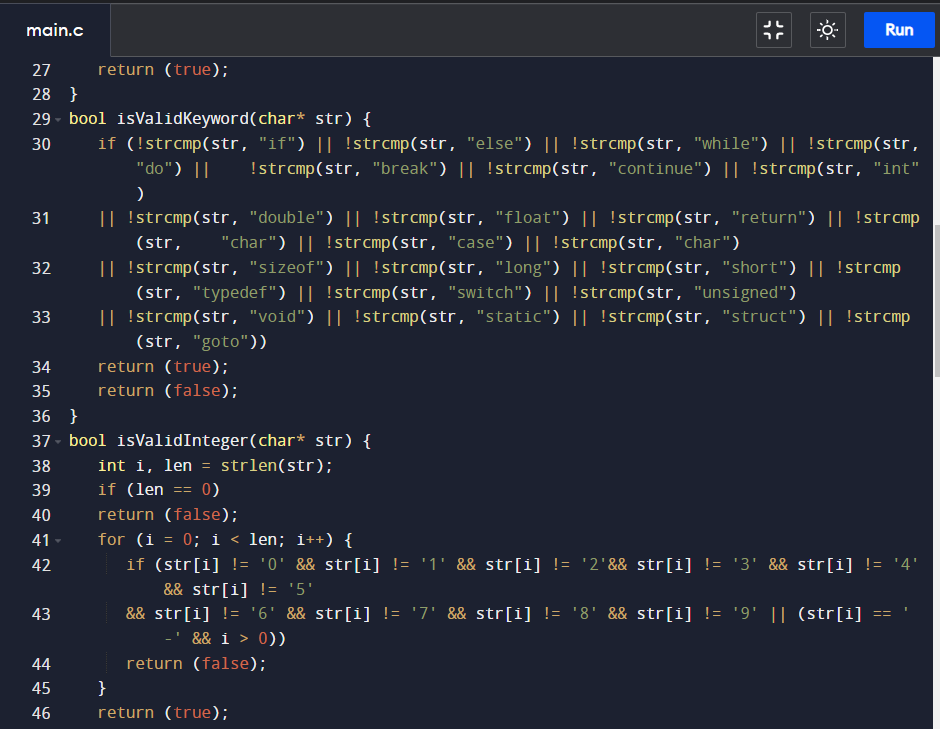 main.c
Run
27 return (true);
28 }
29 bool isValidKeyword(char* str) {
30 if (!strcmp(str, "if") || !strcmp(str, "else") || !strcmp(str, "while") || !strcmp(str,
"do") ||    !strcmp(str, "break") || !strcmp(str, "continue") || !strcmp(str, "int"
)
31 || !strcmp(str, "double") || !strcmp(str, "float") || !strcmp(str, "return") || !strcmp
(str,    "char") || !strcmp(str, "case") || !strcmp(str, "char")
32 || !strcmp(str, "sizeof") || !strcmp(str, "long") || !strcmp(str, "short") || !strcmp
(str, "typedef") || !strcmp(str, "switch") || !strcmp(str, "unsigned")
33 || !strcmp(str, "void") || !strcmp(str, "static") || !strcmp(str, "struct") || !strcmp
(str, "goto"))
34 return (true);
35 return (false);
36 }
37 bool isValidInteger(char* str) {
38 int i, len = strlen(str);
39 if (len == 0)
40 return (false);
41 for (i = 0; i < len; i++) {
42 if (str[i] != '0' && str[i] != '1' && str[i] != '2'&& str[i] != '3' && str[i] != '4'
&& str[i] != '5'
43 && str[i] != '6' && str[i] != '7' && str[i] != '8' && str[i] != '9' || (str[i] == '
-' && i > 0))
44 return (false);
45 }
46 return (true);